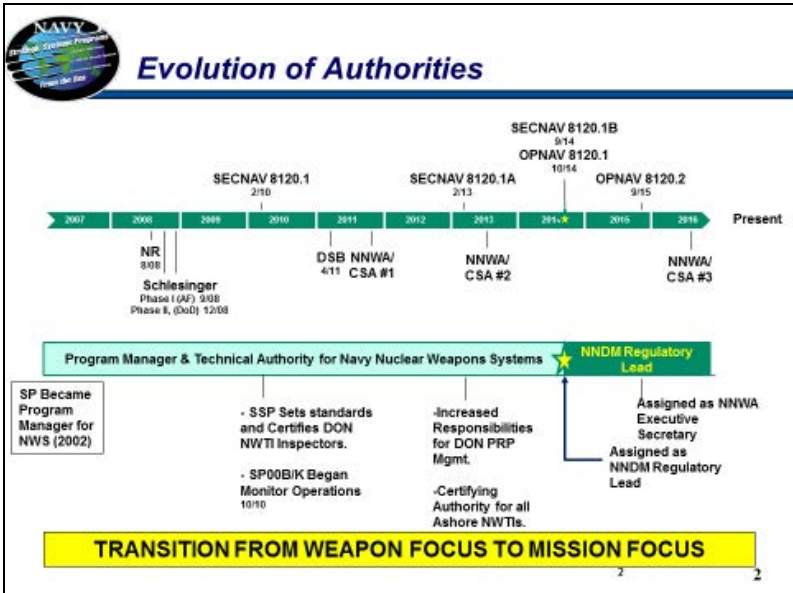 NAVY
Strategic Systems Programs
From the Sea
Evolution of Authorities
SECNAV 8120.1B
9/14
OPNAV 8120.1
10/14
SECNAV 8120.1
2/10
SECNAV 8120.1A
2/13
OPNAV 8120.2
9/15
2007
2008
2009
2010
2011
2012
2013
2015
2016
Present
NR
8/08
Schlesinger
Phase I (AF) 9/08
Phase II, (DoD) 12/08
DSB
4/11
NNWA/
CSA #1
NNWA/
CSA #2
NNWA/
CSA #3
Program Manager & Technical Authority for Navy Nuclear Weapons Systems
NNDM Regulatory
Lead
SP Became
Program
Manager for
NWS (2002)
- SSP Sets standards
and Certifies DON
NWTI Inspectors.
- SP00B/K Began
Monitor Operations
10/10
-Increased
Responsibilities
for DON PRP
Mgmt.
-Certifying
Authority for all
Ashore NWTIs.
Assigned as NNWA
Executive
Secretary
Assigned as
NNDM Regulatory
Lead
TRANSITION FROM WEAPON FOCUS TO MISSION FOCUS
2
2